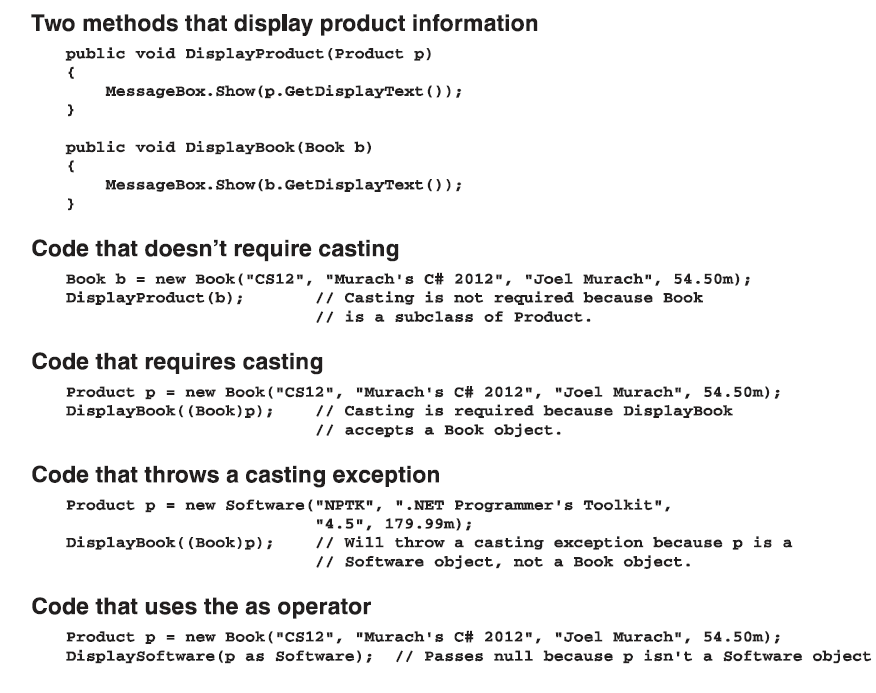 Two methods that display product information
public void DisplayProduct(Product p)
{
MessageBox.Show(p.GetDisplayText());
}
public void DisplayBook(Book b)
{
MessageBox.Show(b.GetDisplayText());
}
Code that doesn't require casting
Book b = new Book("CS12", "Murach's C# 2012", "Joel Murach", 54.50m);
DisplayProduct(b); // Casting is not required because Book
// is a subclass of Product.
Code that requires casting
Product p = new Book("CS12", "Murach's C# 2012", "Joel Murach", 54.50m);
DisplayBook((Book)p); // Casting is required because DisplayBook
// accepts a Book object.
Code that throws a casting exception
Product p = new Software("NPTK", ".NET Programmer's Toolkit",
"4.5", 179.99m);
DisplayBook((Book)p); // Will throw a casting exception because p is a
// Software object, not a Book object.
Code that uses the as operator
Product p = new Book("CS12", "Murach's C# 2012", "Joel Murach", 54.50m);
DisplaySoftware(p as Software); // Passes null because p isn't a Software object